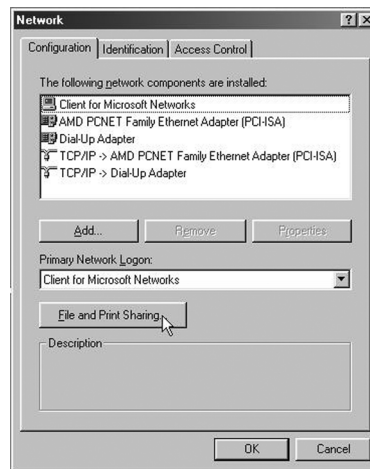 Network
Configuration Identification Access Control
The following network components are installed:
Client for Microsoft Networks
AMD PCNET Family Ethernet Adapter (PCI-ISA)
Dial-Up Adapter
TCP/IP -> AMD PCNET Family Ethernet Adapter (PCI-ISA)
TCP/IP -> Dial-Up Adapter
Add... Remove Properties
Primary Network Logon:
Client for Microsoft Networks
File and Print Sharing...
Description
OK Cancel